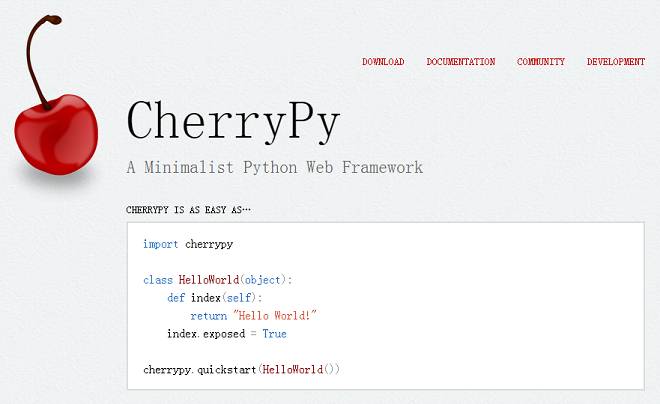 DOWNLOAD DOCUMENTATION COMMUNITY DEVELOPMENT
CherryPy
A Minimalist Python Web Framework
CHERRYPY IS AS EASY AS…
import cherrypy
class HelloWorld(object):
    def index(self):
        return "Hello World!"
    index.exposed = True
cherrypy.quickstart(HelloWorld())